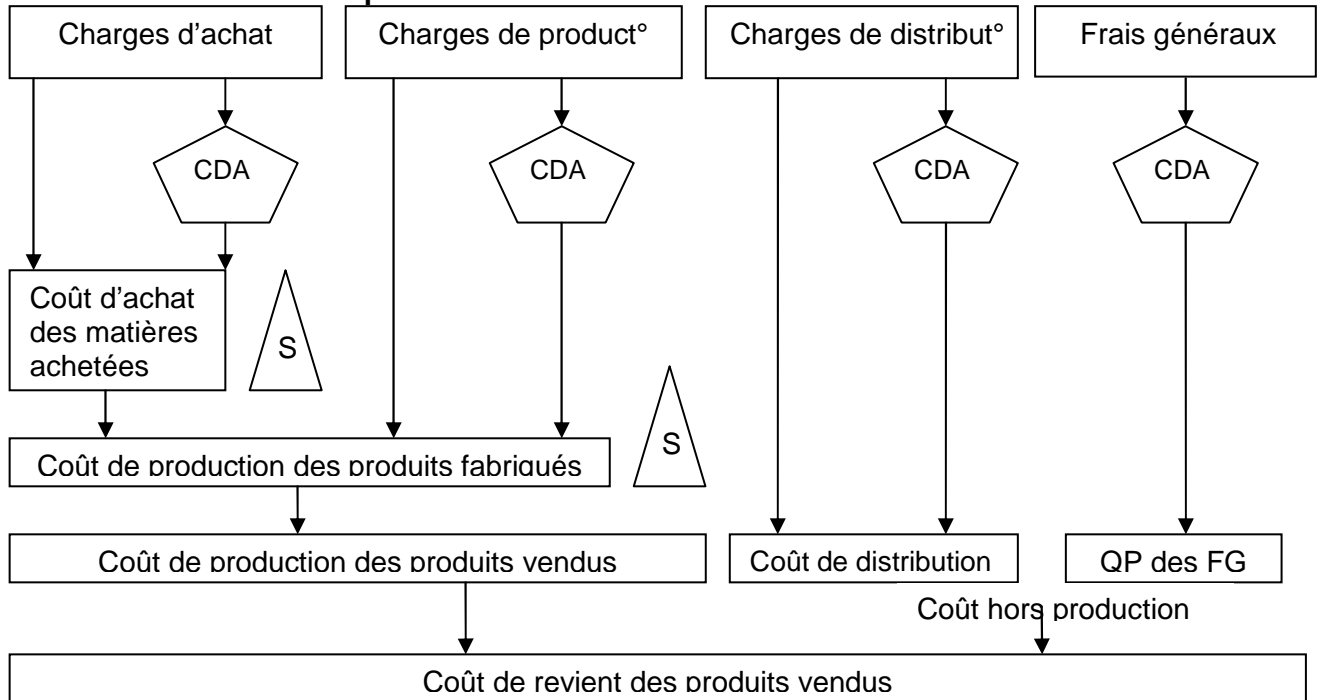 Charges d'achat
Charges de product°
Charges de distribut°
Frais généraux
CDA
CDA
CDA
CDA
Coût d'achat
des matières
achetées
S
S
Coût de production des produits fabriqués
Coût de production des produits vendus
Coût de distribution
QP des FG
Coût hors production
Coût de revient des produits vendus